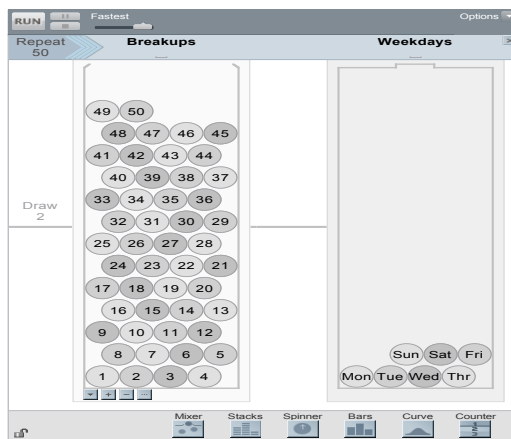 RUN Fastest Options
Repeat Breakups Weekdays
50
49 50
48 47 46 45
41 42 43 44
40 39 38 37
33 34 35 36
Draw
2
32 31 30 29
25 26 27 28
24 23 22 21
17 18 19 20
16 15 14 13
9 10 11 12
8 7 6 5
Sun Sat Fri
1 2 3 4
Mon Tue Wed Thr
Mixer Stacks Spinner Bars Curve Counter
1
2
3